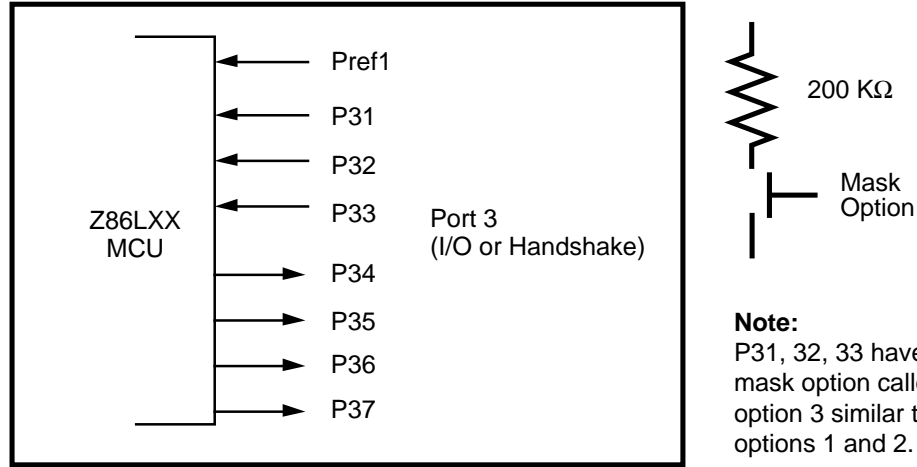 Pref1
P31
P32
P33
P34
P35
P36
P37
Z86LXX
MCU
Port 3
(I/O or Handshake)
200 KΩ
Mask
Option
Note:
P31, 32, 33 have
mask option
option 3 similar
options 1 and 2.